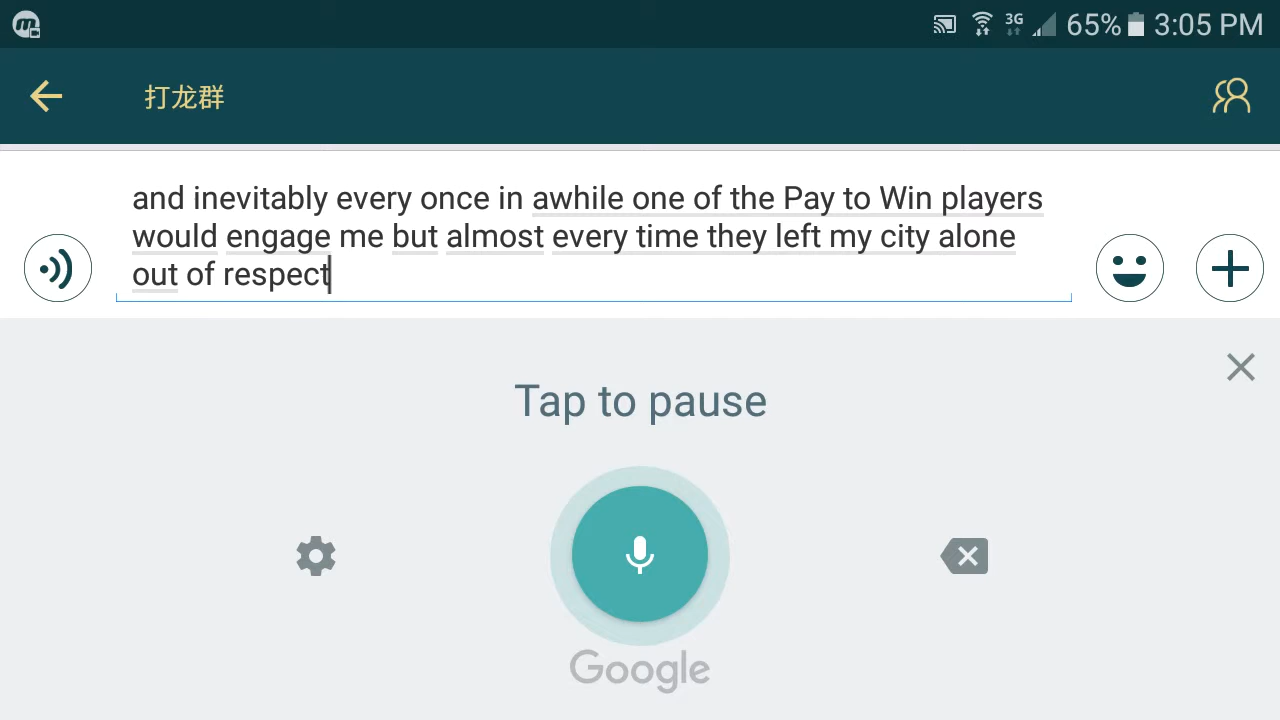 3G 65% 3:05 PM
打龙群
and inevitably every once in awhile one of the Pay to Win players
would engage me but almost every time they left my city alone
out of respect
Tap to pause
Google